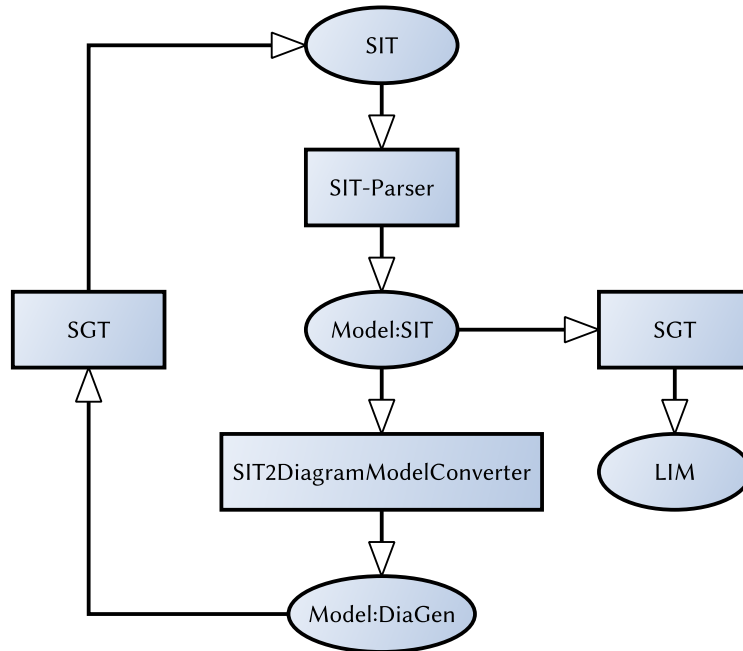 SIT
SIT-Parser
SGT
Model:SIT
SGT
SIT2DiagramModelConverter
LIM
Model:DiaGen